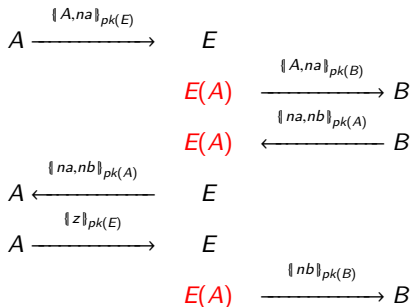 A ⟶ {|A,na|}pk(E) E
E(A) ⟶ {|A,na|}pk(B) B
E(A) ⟵ {|na,nb|}pk(A) B
A ⟵ {|na,nb|}pk(A) E
A ⟶ {|z|}pk(E) E
E(A) ⟶ {|nb|}pk(B) B